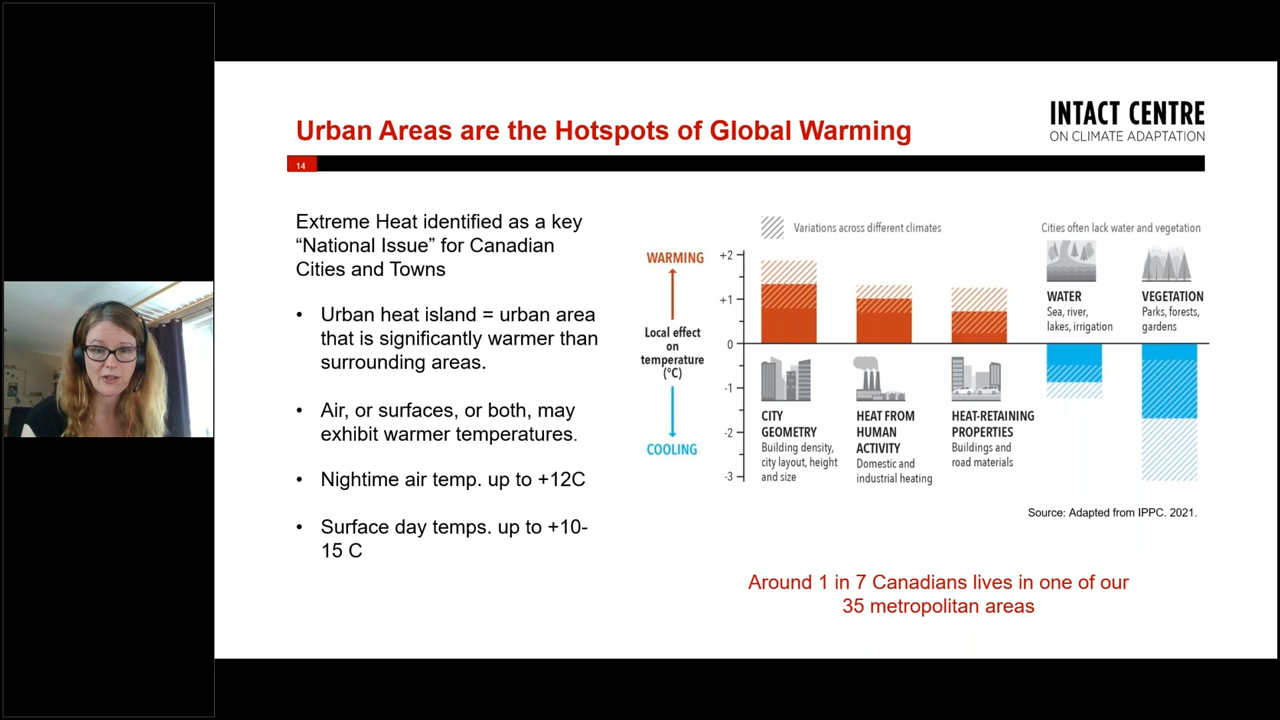 Urban Areas are the Hotspots of Global Warming
INTACT CENTRE
ON CLIMATE ADAPTATION
14
Extreme Heat identified as a key
“National Issue” for Canadian
Cities and Towns
• Urban heat island = urban area
that is significantly warmer than
surrounding areas.
• Air, or surfaces, or both, may
exhibit warmer temperatures.
• Nightime air temp. up to +12C
• Surface day temps. up to +10-
15 C
Variations across different climates
Cities often lack water and vegetation
WARMING
Local effect
on
temperature
(°C)
COOLING
+2
+1
0
-1
-2
-3
CITY
GEOMETRY
Building density,
city layout, height
and size
HEAT FROM
HUMAN
ACTIVITY
Domestic and
industrial heating
HEAT-RETAINING
PROPERTIES
Buildings and
road materials
WATER
Sea, river,
lakes, irrigation
VEGETATION
Parks, forests,
gardens
Source: Adapted from IPPC. 2021.
Around 1 in 7 Canadians lives in one of our
35 metropolitan areas